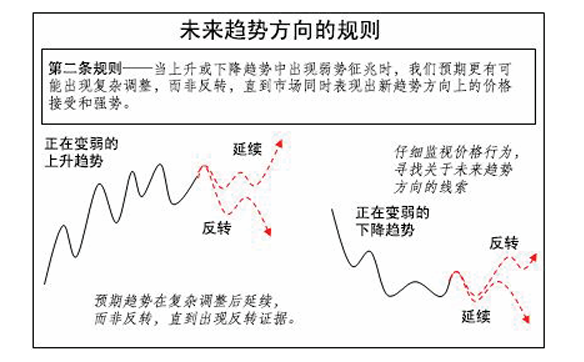 未来趋势方向的规则
第二条规则——当上升或下降趋势中出现弱势征兆时，我们预期更有可
能出现复杂调整，而非反转，直到市场同时表现出新趋势方向上的价格
接受和强势。
正在变弱的
上升趋势
延续
反转
预期趋势在复杂调整后延续，
而非反转，直到出现反转证据。
仔细监视价格行为，
寻找关于未来趋势
方向的线索
正在变弱的
下降趋势
反转
延续